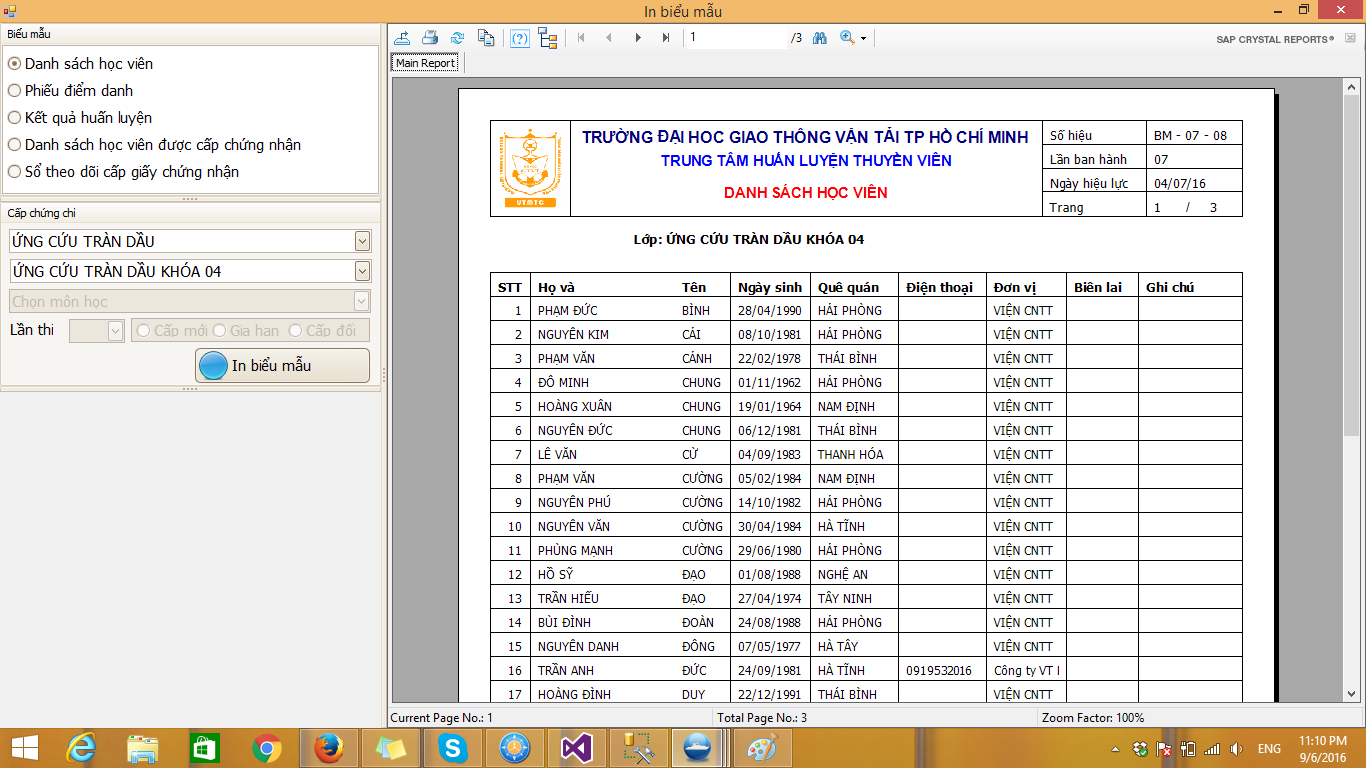 In biểu mẫu
Biểu mẫu
Danh sách học viên
Phiếu điểm danh
Kết quả huấn luyện
Danh sách học viên được cấp chứng nhận
Sổ theo dõi cấp giấy chứng nhận
Cấp chứng chỉ
ỨNG CỨU TRÀN DẦU
ỨNG CỨU TRÀN DẦU KHÓA 04
Chọn môn học
Lần thi
Cấp mới Gia hạn Cấp đổi
In biểu mẫu
1 /3
SAP CRYSTAL REPORTS®
Main Report
UTMTC
TRƯỜNG ĐẠI HỌC GIAO THÔNG VẬN TẢI TP HỒ CHÍ MINH
TRUNG TÂM HUẤN LUYỆN THUYỀN VIÊN
DANH SÁCH HỌC VIÊN
Số hiệu BM - 07 - 08
Lần ban hành 07
Ngày hiệu lực 04/07/16
Trang 1 / 3
Lớp: ỨNG CỨU TRÀN DẦU KHÓA 04
STT Họ và Tên Ngày sinh Quê quán Điện thoại Đơn vị Biên lai Ghi chú
1 PHẠM ĐỨC BÌNH 28/04/1990 HẢI PHÒNG VIỆN CNTT
2 NGUYỄN KIM CẢI 08/10/1981 HẢI PHÒNG VIỆN CNTT
3 PHẠM VĂN CẢNH 22/02/1978 THÁI BÌNH VIỆN CNTT
4 ĐỖ MINH CHUNG 01/11/1962 HẢI PHÒNG VIỆN CNTT
5 HOÀNG XUÂN CHUNG 19/01/1964 NAM ĐỊNH VIỆN CNTT
6 NGUYỄN ĐỨC CHUNG 06/12/1981 THÁI BÌNH VIỆN CNTT
7 LÊ VĂN CỬ 04/09/1983 THANH HÓA VIỆN CNTT
8 PHẠM VĂN CƯỜNG 05/02/1984 NAM ĐỊNH VIỆN CNTT
9 NGUYỄN PHÚ CƯỜNG 14/10/1982 HẢI PHÒNG VIỆN CNTT
10 NGUYỄN VĂN CƯỜNG 30/04/1984 HÀ TĨNH VIỆN CNTT
11 PHÙNG MẠNH CƯỜNG 29/06/1980 HẢI PHÒNG VIỆN CNTT
12 HỒ SỸ ĐẠO 01/08/1988 NGHỆ AN VIỆN CNTT
13 TRẦN HIẾU ĐẠO 27/04/1974 TÂY NINH VIỆN CNTT
14 BÙI ĐÌNH ĐOÀN 24/08/1988 HẢI PHÒNG VIỆN CNTT
15 NGUYỄN DANH ĐÔNG 07/05/1977 HÀ TÂY VIỆN CNTT
16 TRẦN ANH ĐỨC 24/09/1981 HÀ TĨNH 0919532016 Công ty VT
17 HOÀNG ĐÌNH DUY 22/12/1991 THÁI BÌNH VIỆN CNTT
Current Page No.: 1 Total Page No.: 3 Zoom Factor: 100%
ENG 11:10 PM
9/6/2016